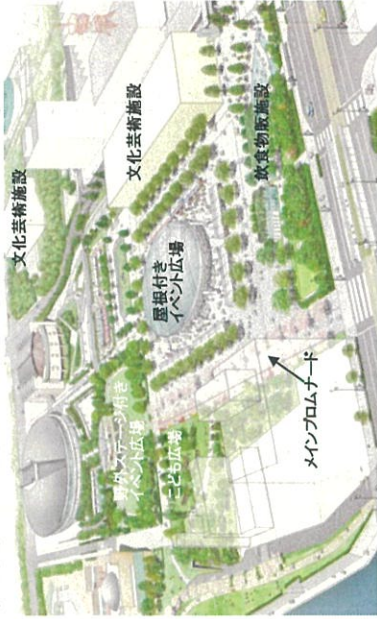 文化芸術施設
文化芸術施設
屋根付き
イベント広場
飲食物販施設
野外ステージ付き
イベント広場
こども広場
メインプロムナード